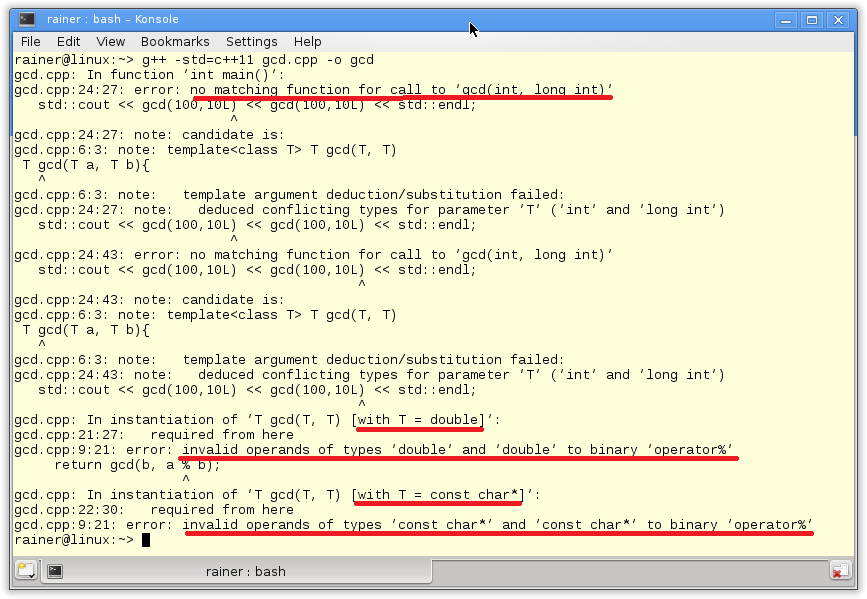 rainer : bash – Konsole
File Edit View Bookmarks Settings Help
rainer@linux:~> g++ -std=c++11 gcd.cpp -o gcd
gcd.cpp: In function ‘int main()’:
gcd.cpp:24:27: error: no matching function for call to ‘gcd(int, long int)’
   std::cout << gcd(100,10L) << gcd(100,10L) << std::endl;
                           ^
gcd.cpp:24:27: note: candidate is:
gcd.cpp:6:3: note: template<class T> T gcd(T, T)
 T gcd(T a, T b){
   ^
gcd.cpp:6:3: note:   template argument deduction/substitution failed:
gcd.cpp:24:27: note:   deduced conflicting types for parameter ‘T’ (‘int’ and ‘long int’)
   std::cout << gcd(100,10L) << gcd(100,10L) << std::endl;
                           ^
gcd.cpp:24:43: error: no matching function for call to ‘gcd(int, long int)’
   std::cout << gcd(100,10L) << gcd(100,10L) << std::endl;
                                           ^
gcd.cpp:24:43: note: candidate is:
gcd.cpp:6:3: note: template<class T> T gcd(T, T)
 T gcd(T a, T b){
   ^
gcd.cpp:6:3: note:   template argument deduction/substitution failed:
gcd.cpp:24:43: note:   deduced conflicting types for parameter ‘T’ (‘int’ and ‘long int’)
   std::cout << gcd(100,10L) << gcd(100,10L) << std::endl;
                                           ^
gcd.cpp: In instantiation of ‘T gcd(T, T) [with T = double]’:
gcd.cpp:21:27:   required from here
gcd.cpp:9:21: error: invalid operands of types ‘double’ and ‘double’ to binary ‘operator%’
     return gcd(b, a % b);
                     ^
gcd.cpp: In instantiation of ‘T gcd(T, T) [with T = const char*]’:
gcd.cpp:22:30:   required from here
gcd.cpp:9:21: error: invalid operands of types ‘const char*’ and ‘const char*’ to binary ‘operator%’
rainer@linux:~>
rainer : bash